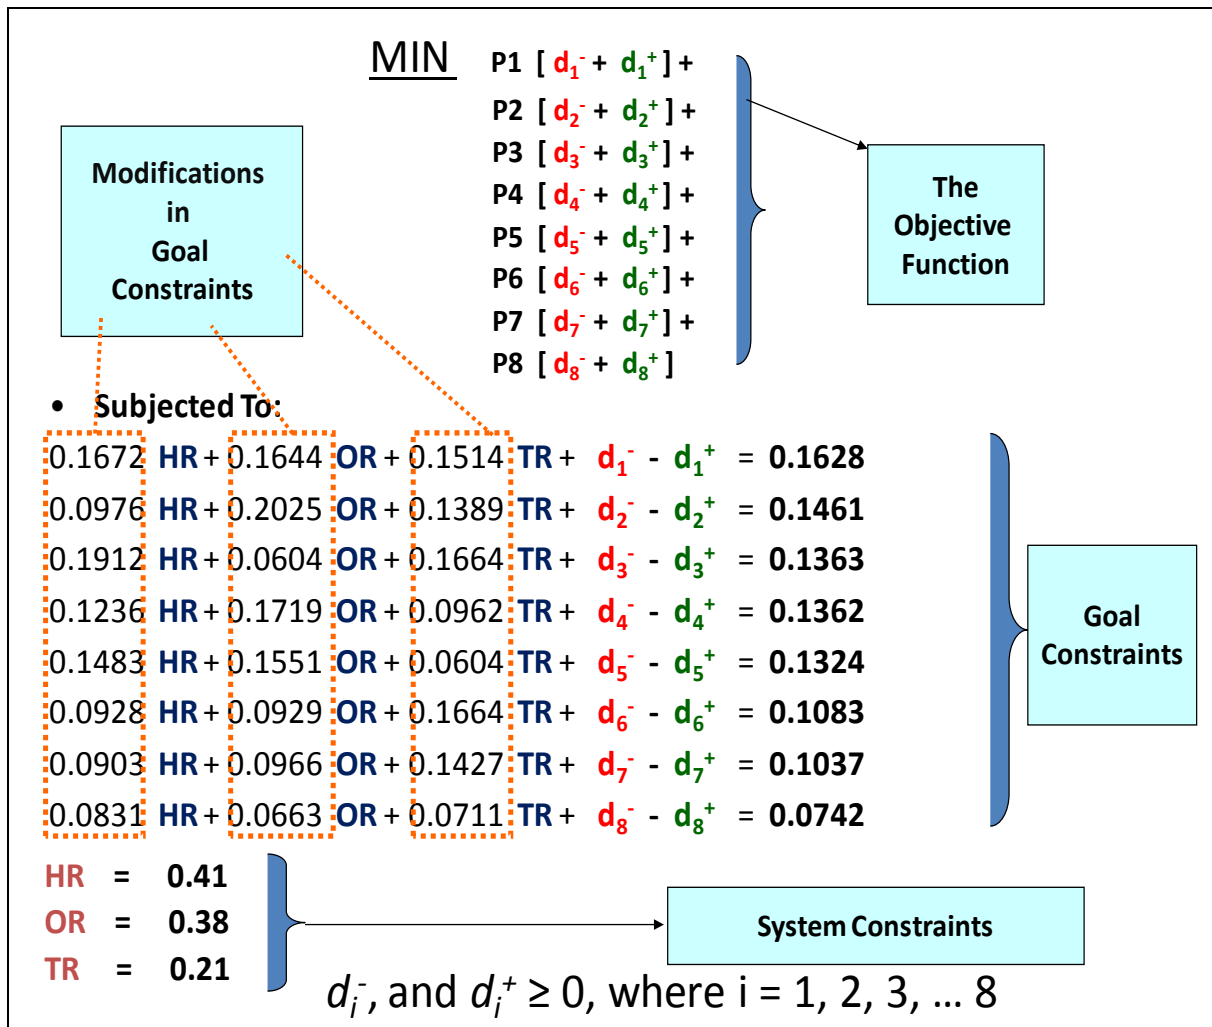 MIN P1 [ d₁⁻ + d₁⁺ ] +
P2 [ d₂⁻ + d₂⁺ ] +
P3 [ d₃⁻ + d₃⁺ ] +
P4 [ d₄⁻ + d₄⁺ ] +
P5 [ d₅⁻ + d₅⁺ ] +
P6 [ d₆⁻ + d₆⁺ ] +
P7 [ d₇⁻ + d₇⁺ ] +
P8 [ d₈⁻ + d₈⁺ ]
Modifications
in
Goal
Constraints
The
Objective
Function
• Subjected To:
0.1672 HR + 0.1644 OR + 0.1514 TR + d₁⁻ - d₁⁺ = 0.1628
0.0976 HR + 0.2025 OR + 0.1389 TR + d₂⁻ - d₂⁺ = 0.1461
0.1912 HR + 0.0604 OR + 0.1664 TR + d₃⁻ - d₃⁺ = 0.1363
0.1236 HR + 0.1719 OR + 0.0962 TR + d₄⁻ - d₄⁺ = 0.1362
0.1483 HR + 0.1551 OR + 0.0604 TR + d₅⁻ - d₅⁺ = 0.1324
0.0928 HR + 0.0929 OR + 0.1664 TR + d₆⁻ - d₆⁺ = 0.1083
0.0903 HR + 0.0966 OR + 0.1427 TR + d₇⁻ - d₇⁺ = 0.1037
0.0831 HR + 0.0663 OR + 0.0711 TR + d₈⁻ - d₈⁺ = 0.0742
Goal
Constraints
HR = 0.41
OR = 0.38
TR = 0.21
System Constraints
dᵢ⁻, and dᵢ⁺ ≥ 0, where i = 1, 2, 3, ... 8